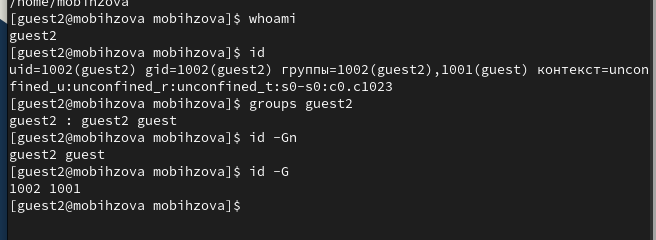 /home/mobihzova
[guest2@mobihzova mobihzova]$ whoami
guest2
[guest2@mobihzova mobihzova]$ id
uid=1002(guest2) gid=1002(guest2) группы=1002(guest2),1001(guest) контекст=uncon
fined_u:unconfined_r:unconfined_t:s0-s0:c0.c1023
[guest2@mobihzova mobihzova]$ groups guest2
guest2 : guest2 guest
[guest2@mobihzova mobihzova]$ id -Gn
guest2 guest
[guest2@mobihzova mobihzova]$ id -G
1002 1001
[guest2@mobihzova mobihzova]$